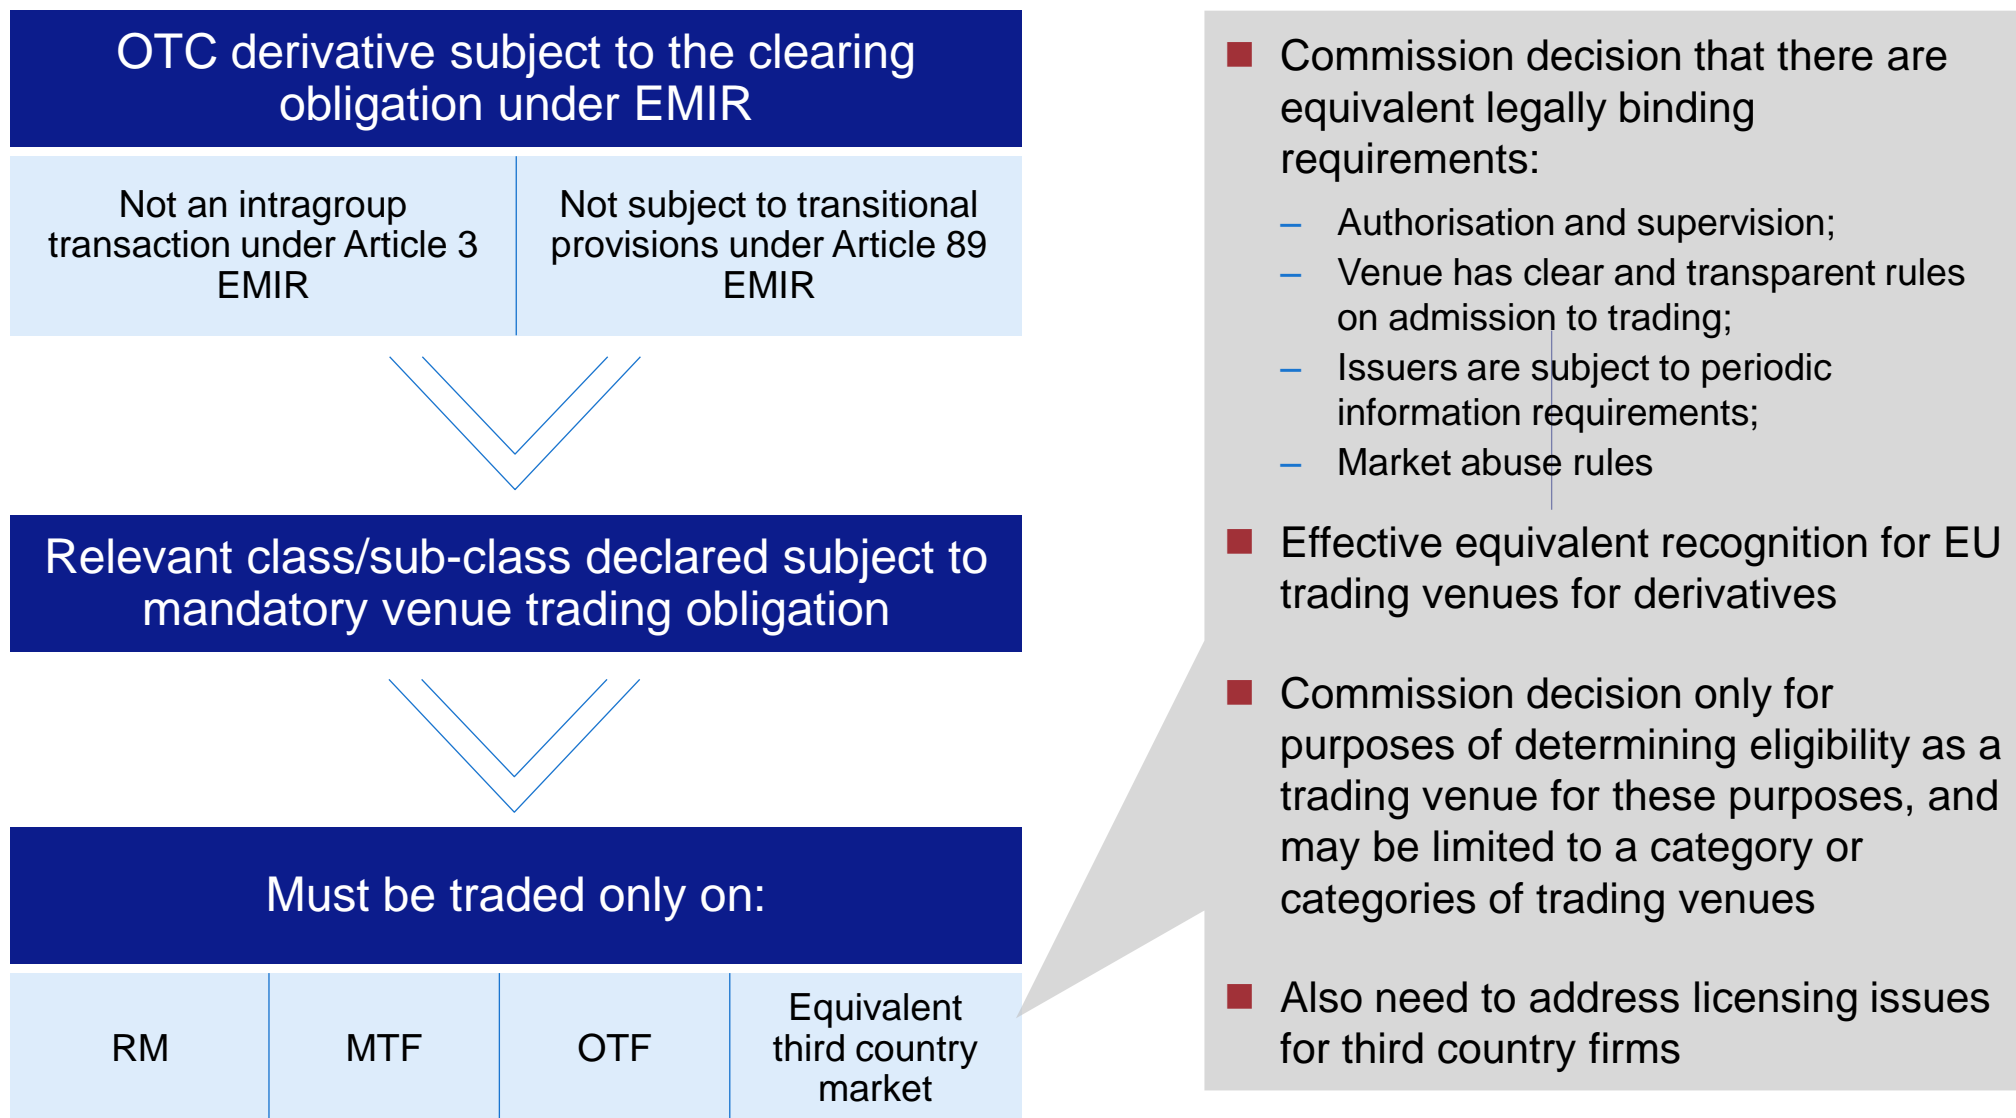 OTC derivative subject to the clearing
obligation under EMIR
Not an intragroup
transaction under Article 3
EMIR
Not subject to transitional
provisions under Article 89
EMIR
Relevant class/sub-class declared subject to
mandatory venue trading obligation
Must be traded only on:
RM
MTF
OTF
Equivalent
third country
market
Commission decision that there are
equivalent legally binding
requirements:
– Authorisation and supervision;
– Venue has clear and transparent rules
on admission to trading;
– Issuers are subject to periodic
information requirements;
– Market abuse rules
Effective equivalent recognition for EU
trading venues for derivatives
Commission decision only for
purposes of determining eligibility as a
trading venue for these purposes, and
may be limited to a category or
categories of trading venues
Also need to address licensing issues
for third country firms